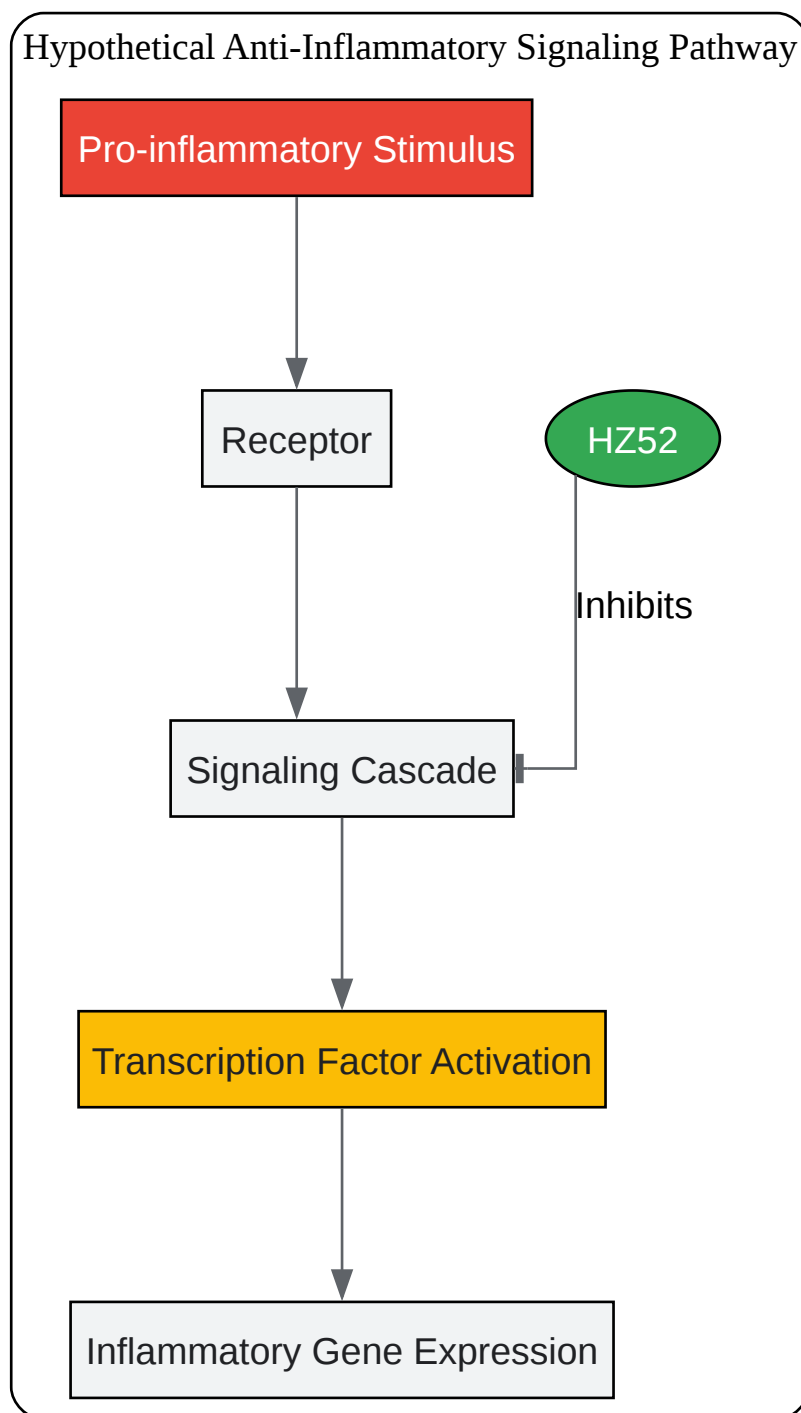 Hypothetical Anti-Inflammatory Signaling Pathway
Pro-inflammatory Stimulus
Receptor
HZ52
Inhibits
Signaling Cascade
Transcription Factor Activation
Inflammatory Gene Expression